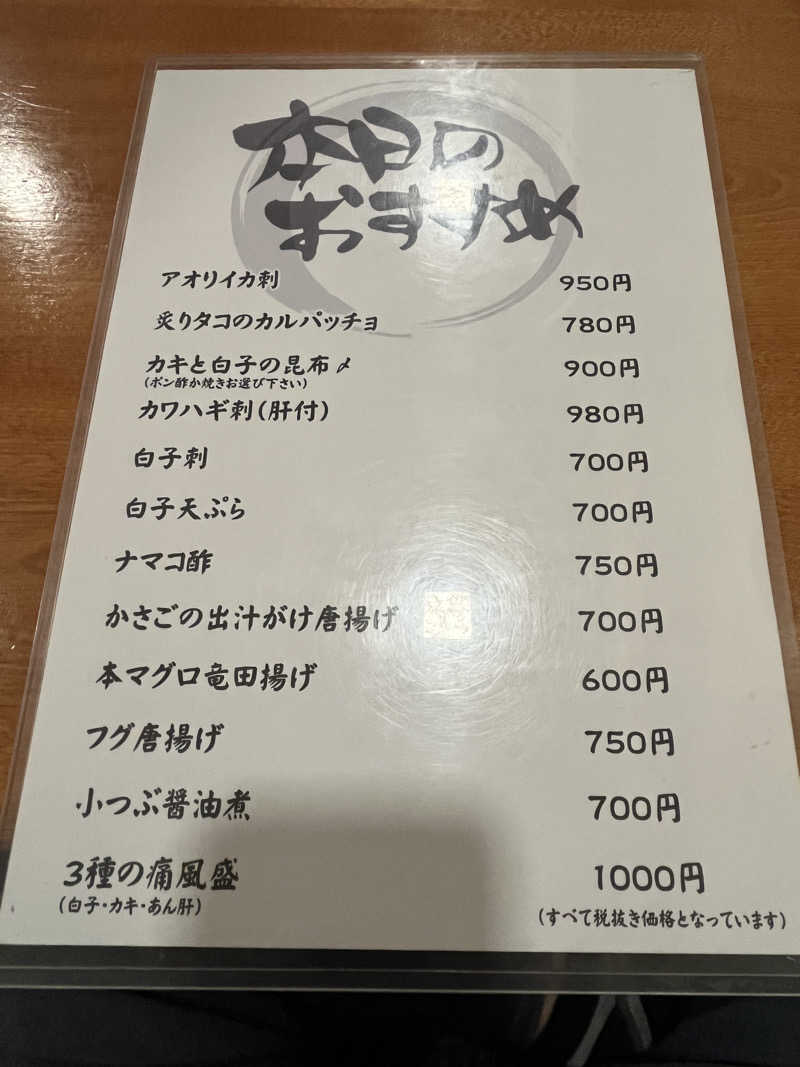 本日の
おすすめ
アオリイカ刺 950円
炙りタコのカルパッチョ 780円
カキと白子の昆布〆 900円
(ポン酢か焼きお選び下さい)
カワハギ刺(肝付) 980円
白子刺 700円
白子天ぷら 700円
ナマコ酢 750円
かさごの出汁がけ唐揚げ 700円
本マグロ竜田揚げ 600円
フグ唐揚げ 750円
小つぶ醤油煮 700円
3種の痛風盛 1000円
(白子・カキ・あん肝)
(すべて税抜き価格となっています)